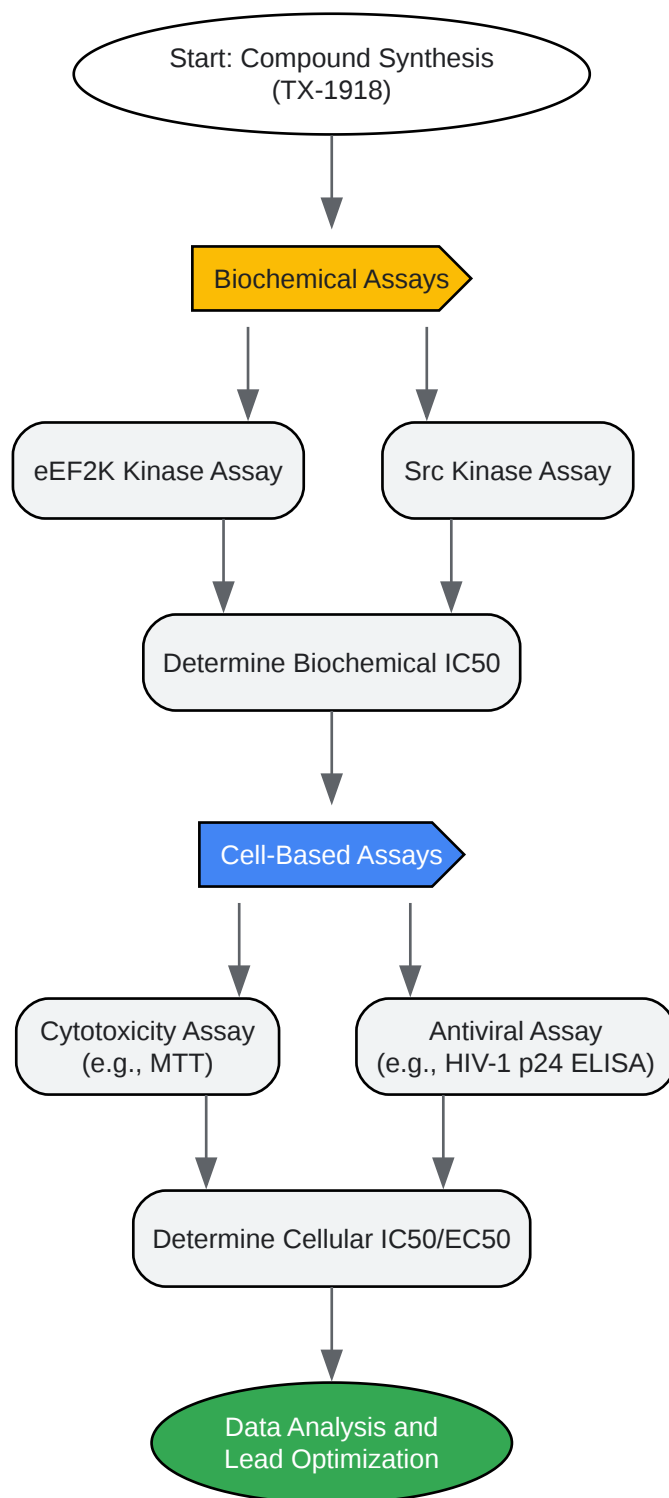 Start: Compound Synthesis
(TX-1918)
Biochemical Assays
eEF2K Kinase Assay
Src Kinase Assay
Determine Biochemical IC50
Cell-Based Assays
Cytotoxicity Assay
(e.g., MTT)
Antiviral Assay
(e.g., HIV-1 p24 ELISA)
Determine Cellular IC50/EC50
Data Analysis and
Lead Optimization